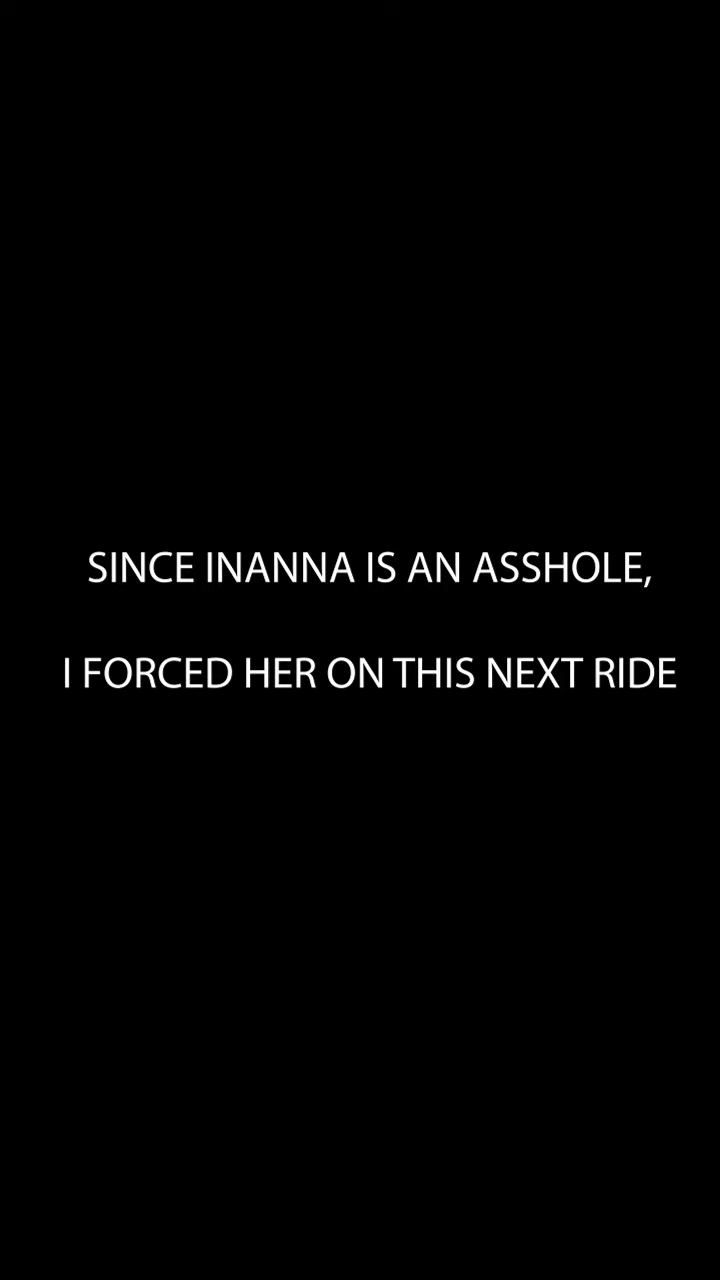 SINCE INANNA IS AN ASSHOLE,
I FORCED HER ON THIS NEXT RIDE